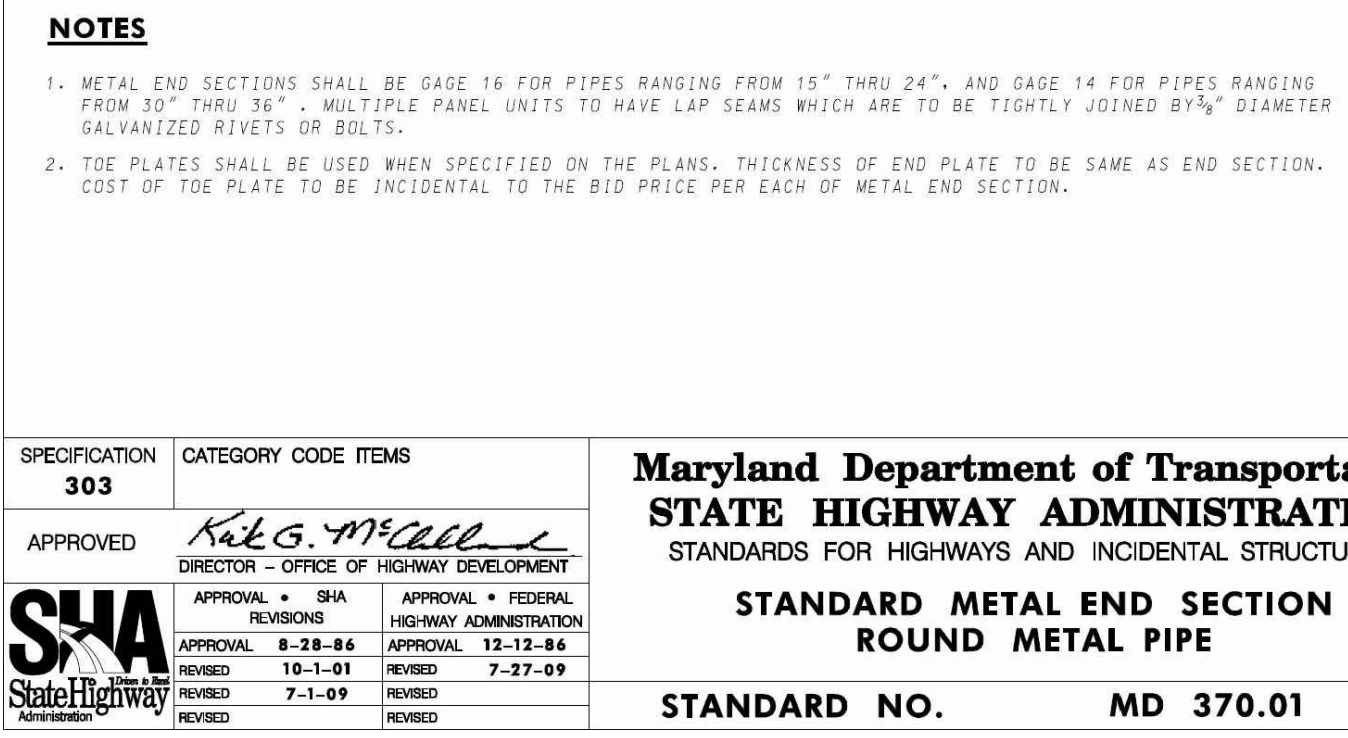 NOTES
1. METAL END SECTIONS SHALL BE GAGE 16 FOR PIPES RANGING FROM 15" THRU 24", AND GAGE 14 FOR PIPES RANGING
FROM 30" THRU 36" . MULTIPLE PANEL UNITS TO HAVE LAP SEAMS WHICH ARE TO BE TIGHTLY JOINED BY 3/8" DIAMETER
GALVANIZED RIVETS OR BOLTS.
2. TOE PLATES SHALL BE USED WHEN SPECIFIED ON THE PLANS. THICKNESS OF END PLATE TO BE SAME AS END SECTION.
COST OF TOE PLATE TO BE INCIDENTAL TO THE BID PRICE PER EACH OF METAL END SECTION.
SPECIFICATION
303
CATEGORY CODE ITEMS
APPROVED
Kirk G. McClelland
DIRECTOR – OFFICE OF HIGHWAY DEVELOPMENT
SHA
Driven to Excel
StateHighway
Administration
APPROVAL • SHA
REVISIONS
APPROVAL 8–28–86
REVISED 10–1–01
REVISED 7–1–09
REVISED
APPROVAL • FEDERAL
HIGHWAY ADMINISTRATION
APPROVAL 12–12–86
REVISED 7–27–09
REVISED
REVISED
Maryland Department of Transporta
STATE HIGHWAY ADMINISTRATI
STANDARDS FOR HIGHWAYS AND INCIDENTAL STRUCTU
STANDARD METAL END SECTION
ROUND METAL PIPE
STANDARD NO. MD 370.01